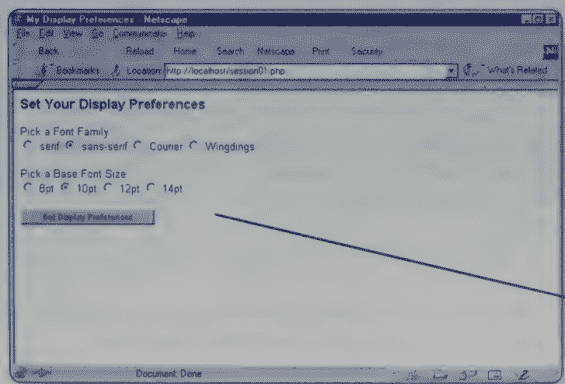 My Display Preferences - Netscape
File Edit View Go Communicator Help
Back Reload Home Search Netscape Print Security
Bookmarks Location: http://localhost/session01.php What's Related
Set Your Display Preferences
Pick a Font Family
serif sans-serif Courier Wingdings
Pick a Base Font Size
8pt 10pt 12pt 14pt
Set Display Preferences
Document: Done